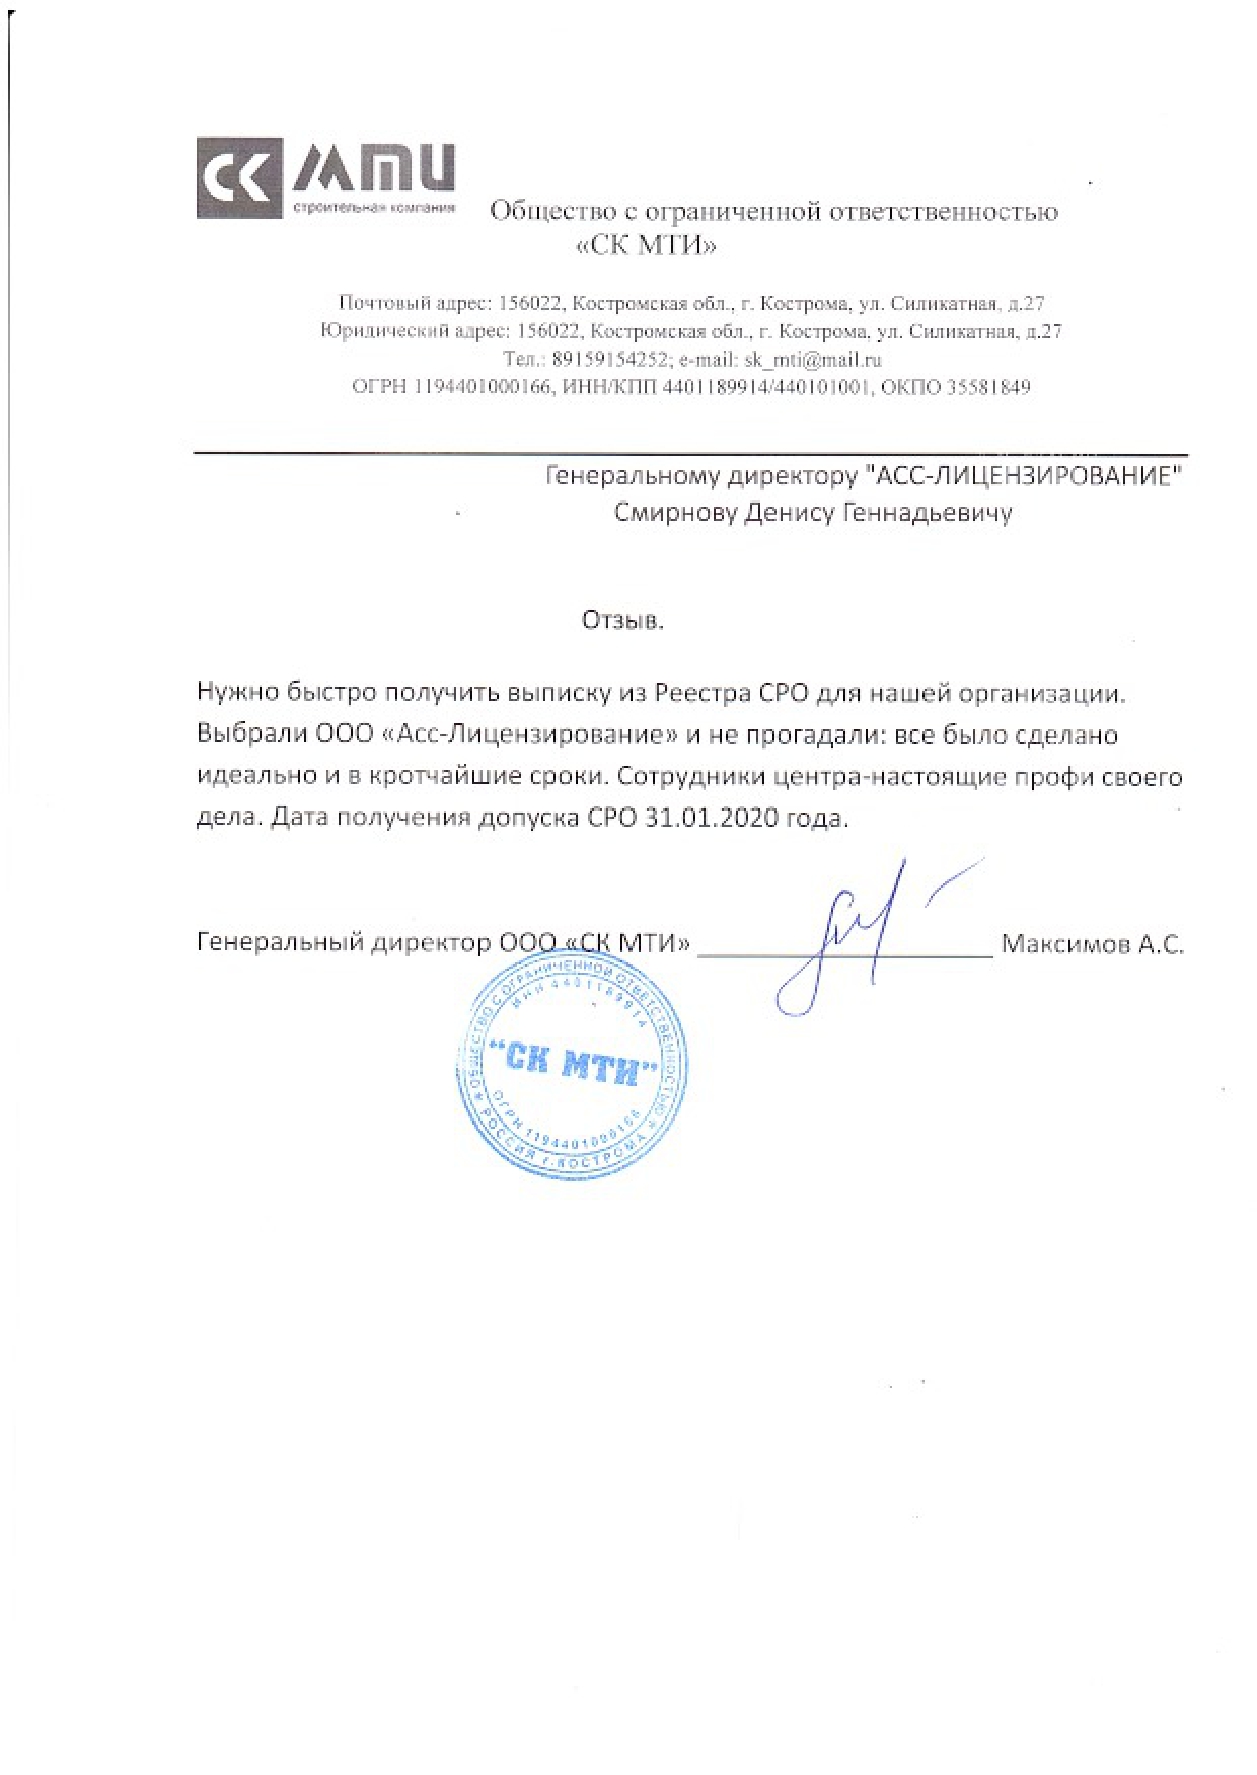 СК МТИ
строительная компания
Общество с ограниченной ответственностью
«СК МТИ»
Почтовый адрес: 156022, Костромская обл., г. Кострома, ул. Силикатная, д.27
Юридический адрес: 156022, Костромская обл., г. Кострома, ул. Силикатная, д.27
Тел.: 89159154252; e-mail: sk_mti@mail.ru
ОГРН 1194401000166, ИНН/КПП 4401189914/440101001, ОКПО 35581849
Генеральному директору "АСС-ЛИЦЕНЗИРОВАНИЕ"
Смирнову Денису Геннадьевичу
Отзыв.
Нужно быстро получить выписку из Реестра СРО для нашей организации.
Выбрали ООО «Асс-Лицензирование» и не прогадали: все было сделано
идеально и в кротчайшие сроки. Сотрудники центра-настоящие профи своего
дела. Дата получения допуска СРО 31.01.2020 года.
Генеральный директор ООО «СК МТИ» Максимов А.С.
ОБЩЕСТВО С ОГРАНИЧЕННОЙ ОТВЕТСТВЕННОСТЬЮ
ИНН 4401189914
"СК МТИ"
ОГРН 1194401000166
РОССИЯ г.КОСТРОМА